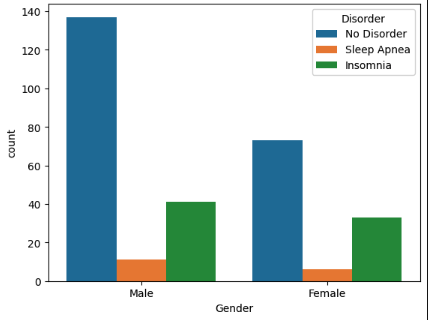 140
120
100
80
60
40
20
0
count
Male
Female
Gender
Disorder
No Disorder
Sleep Apnea
Insomnia